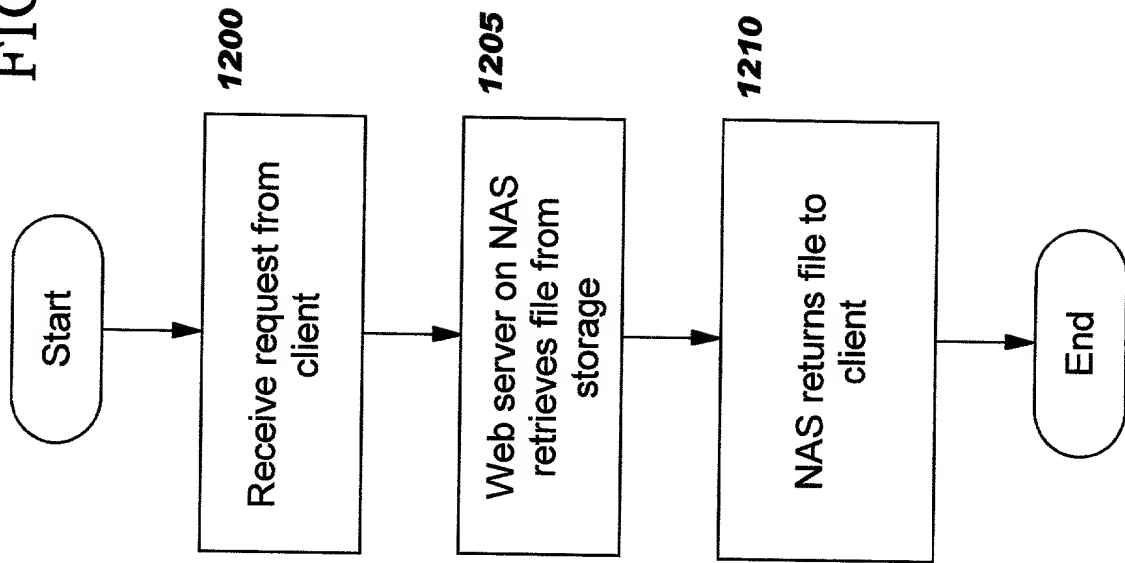 Start
Receive request from
client
1200
Web server on NAS
retrieves file from
storage
1205
NAS returns file to
client
1210
End